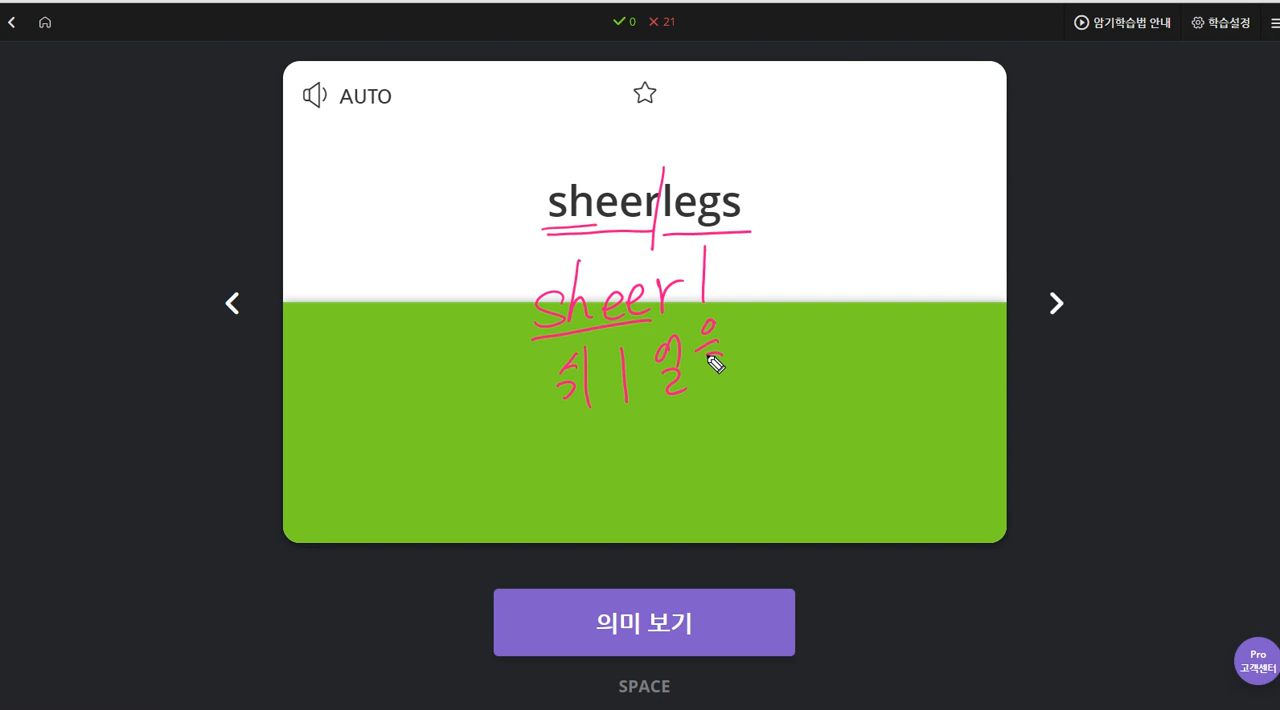 0 21 암기학습법 안내 학습설정
AUTO
sheerlegs
sheer l
쉬 l 얼 을
의미 보기
SPACE
Pro
고객센터